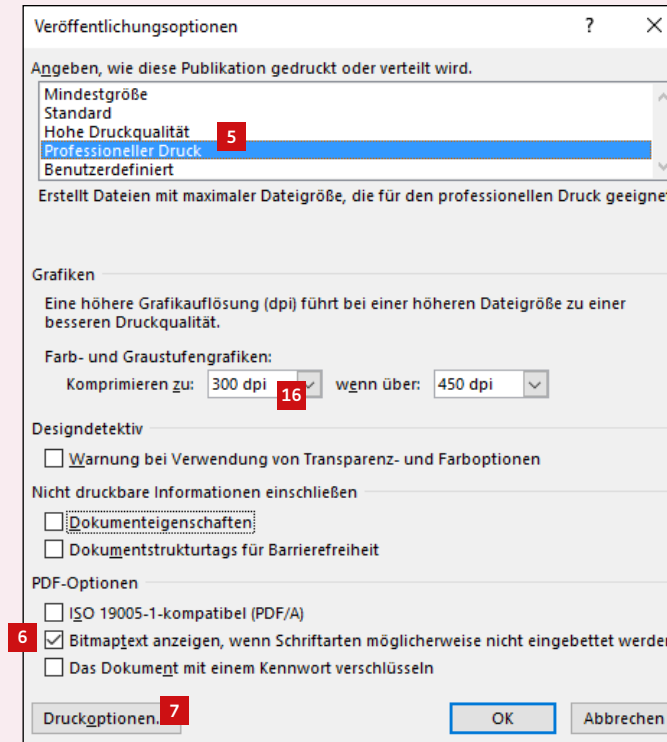 Veröffentlichungsoptionen ? ×
Angeben, wie diese Publikation gedruckt oder verteilt wird.
Mindestgröße
Standard
Hohe Druckqualität
5
Professioneller Druck
Benutzerdefiniert
Erstellt Dateien mit maximaler Dateigröße, die für den professionellen Druck geeignet
Grafiken
Eine höhere Grafikauflösung (dpi) führt bei einer höheren Dateigröße zu einer
besseren Druckqualität.
Farb- und Graustufengrafiken:
Komprimieren zu: 300 dpi wenn über: 450 dpi
16
Designdetektiv
Warnung bei Verwendung von Transparenz- und Farboptionen
Nicht druckbare Informationen einschließen
Dokumenteigenschaften
Dokumentstrukturtags für Barrierefreiheit
PDF-Optionen
ISO 19005-1-kompatibel (PDF/A)
6 Bitmaptext anzeigen, wenn Schriftarten möglicherweise nicht eingebettet werden
Das Dokument mit einem Kennwort verschlüsseln
Druckoptionen. 7 OK Abbrechen